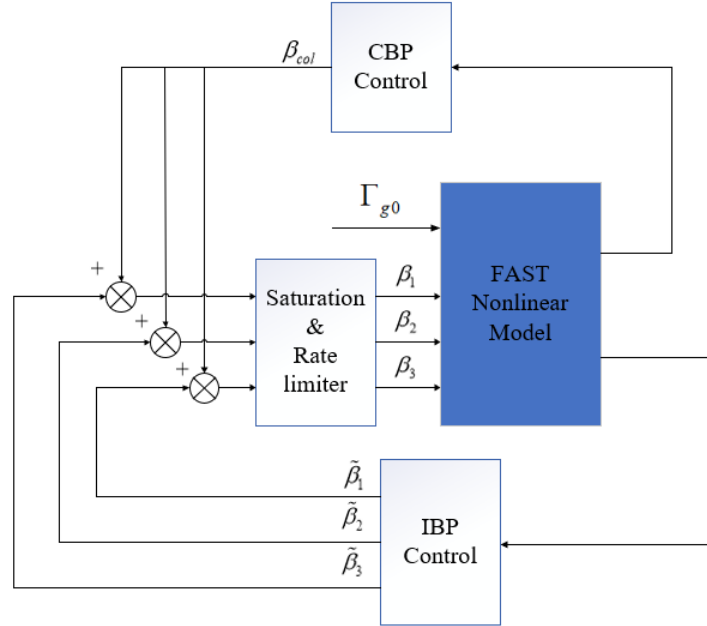 β_col
CBP
Control
Γ_g0
+
+
+
Saturation
&
Rate
limiter
β_1
β_2
β_3
FAST
Nonlinear
Model
β̃_1
β̃_2
β̃_3
IBP
Control